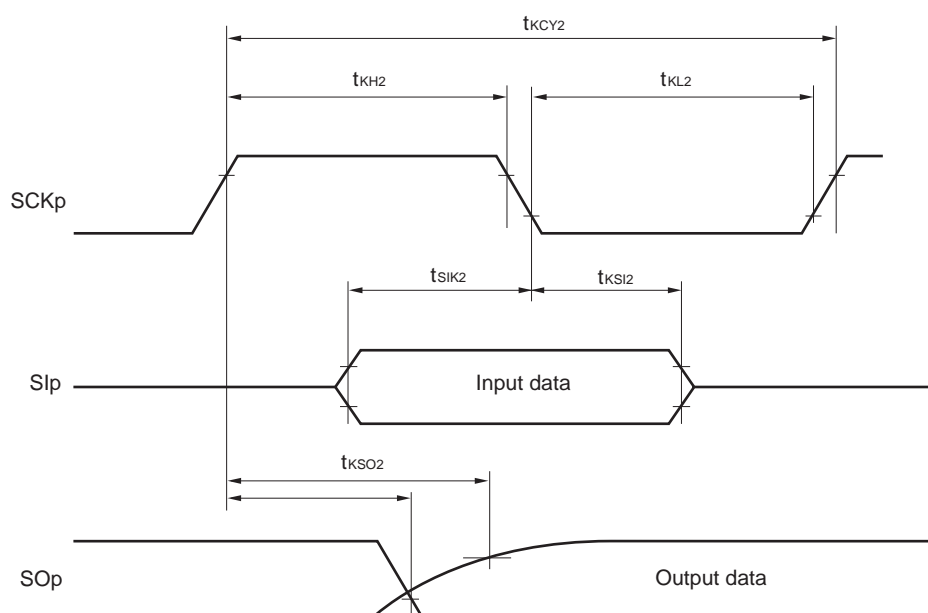 tKCY2
tKH2
tKL2
SCKp
tSIK2
tKSI2
SIp
Input data
tKSO2
SOp
Output data